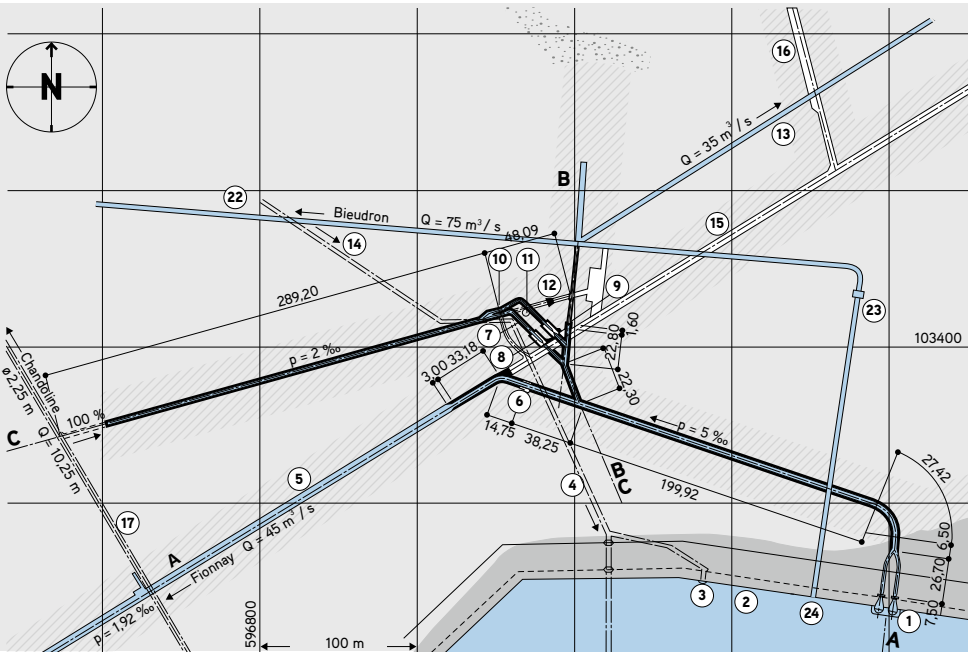 N
16
Q = 35 m³/s
13
B
22
Bieudron
Q = 75 m³/s
48,09
15
14
10
11
12
9
289,20
23
7
1,60
103400
p = 2 ‰
8
22,80
3,00
33,18
Chandoline
ø 2,25 m
22,30
6
100 %
C
Q = 10,25 m³/s
14,75
38,25
p = 5 ‰
27,42
B
C
5
4
199,92
17
Q = 45 m³/s
A
Fionnay
6,50
26,70
3
2
p = 1,92 ‰
596800
24
7,50
1
100 m
A